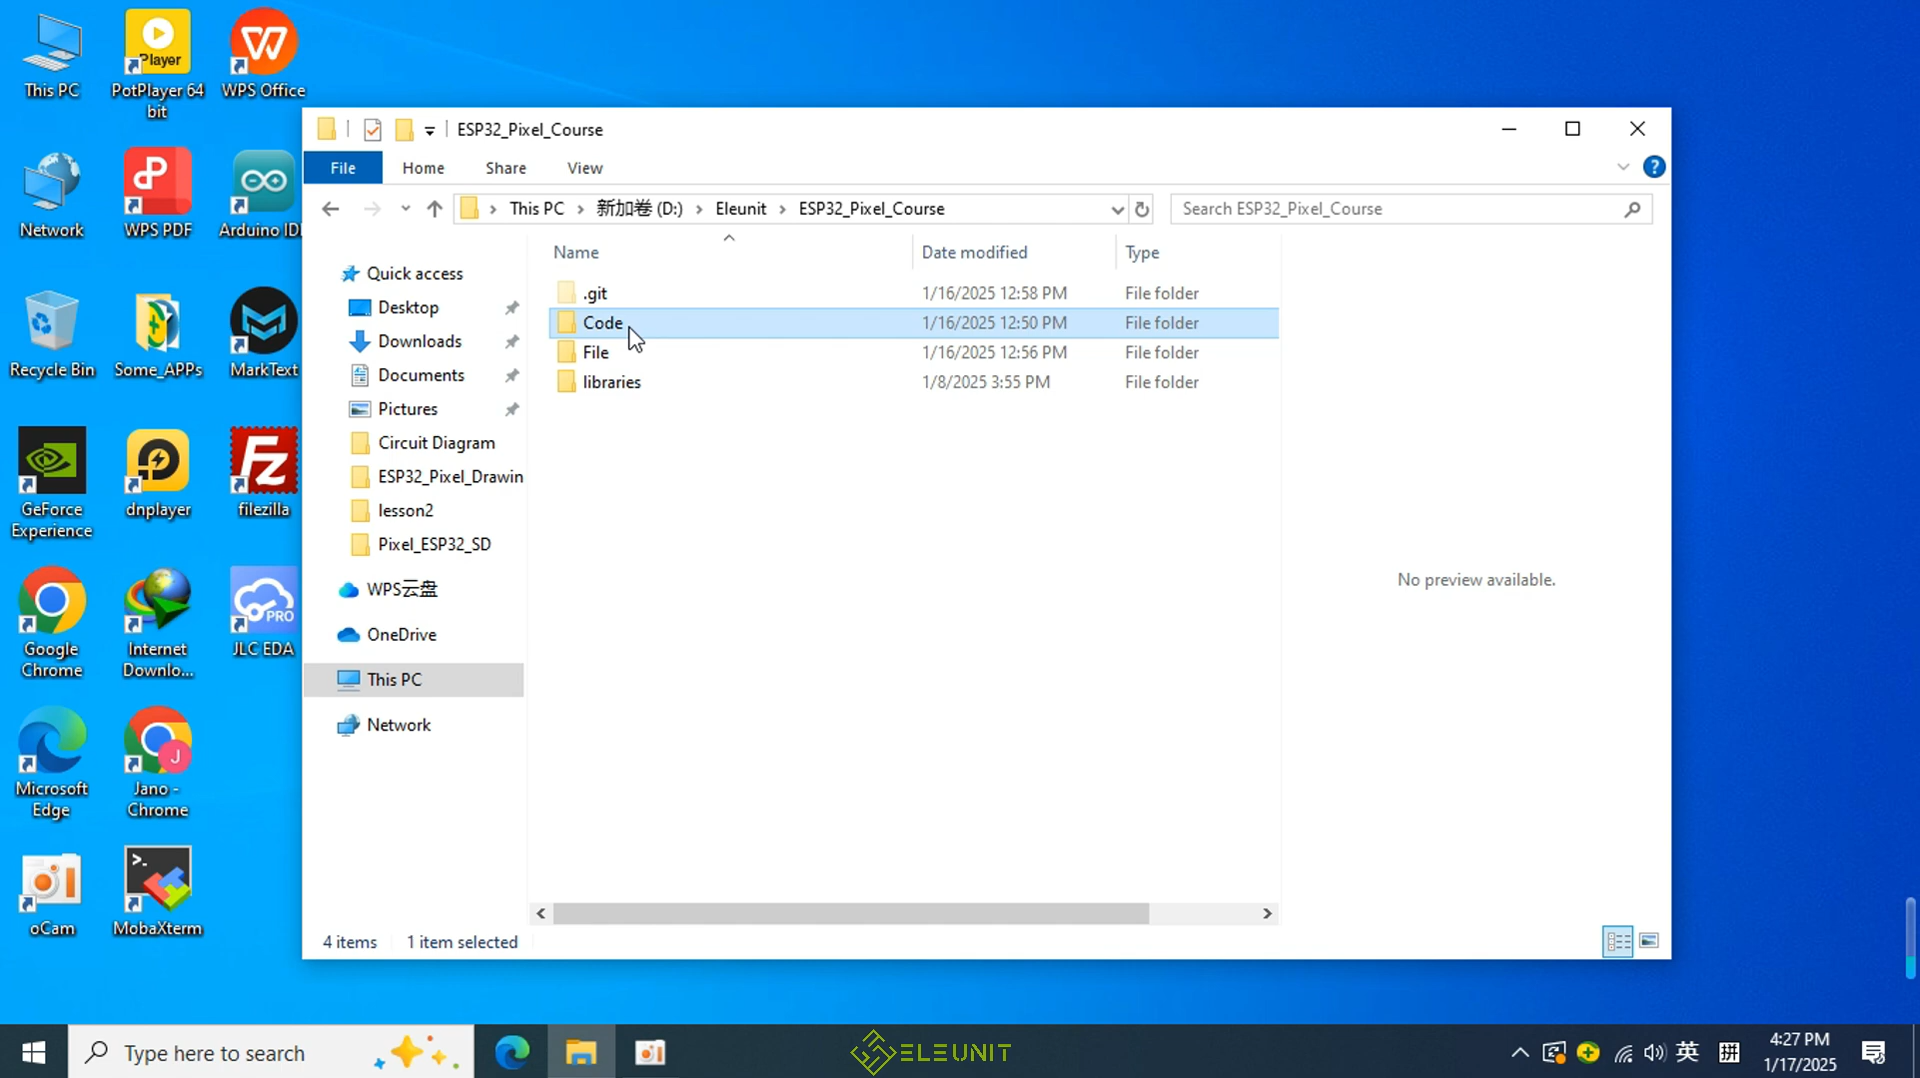 This PC
Player
PotPlayer 64
bit
WPS Office
Network
WPS PDF
Arduino ID
Recycle Bin
Some_APPs
MarkText
GeForce
Experience
dnplayer
filezilla
Google
Chrome
Internet
Downlo...
PRO
JLC EDA
Microsoft
Edge
J
Jano -
Chrome
oCam
MobaXterm
ESP32_Pixel_Course
File
Home
Share
View
This PC
新加卷 (D:)
Eleunit
ESP32_Pixel_Course
Search ESP32_Pixel_Course
Quick access
Desktop
Downloads
Documents
Pictures
Circuit Diagram
ESP32_Pixel_Drawin
lesson2
Pixel_ESP32_SD
WPS云盘
OneDrive
This PC
Network
Name
Date modified
Type
.git
1/16/2025 12:58 PM
File folder
Code
1/16/2025 12:50 PM
File folder
File
1/16/2025 12:56 PM
File folder
libraries
1/8/2025 3:55 PM
File folder
No preview available.
4 items
1 item selected
Type here to search
ELEUNIT
英
拼
4:27 PM
1/17/2025